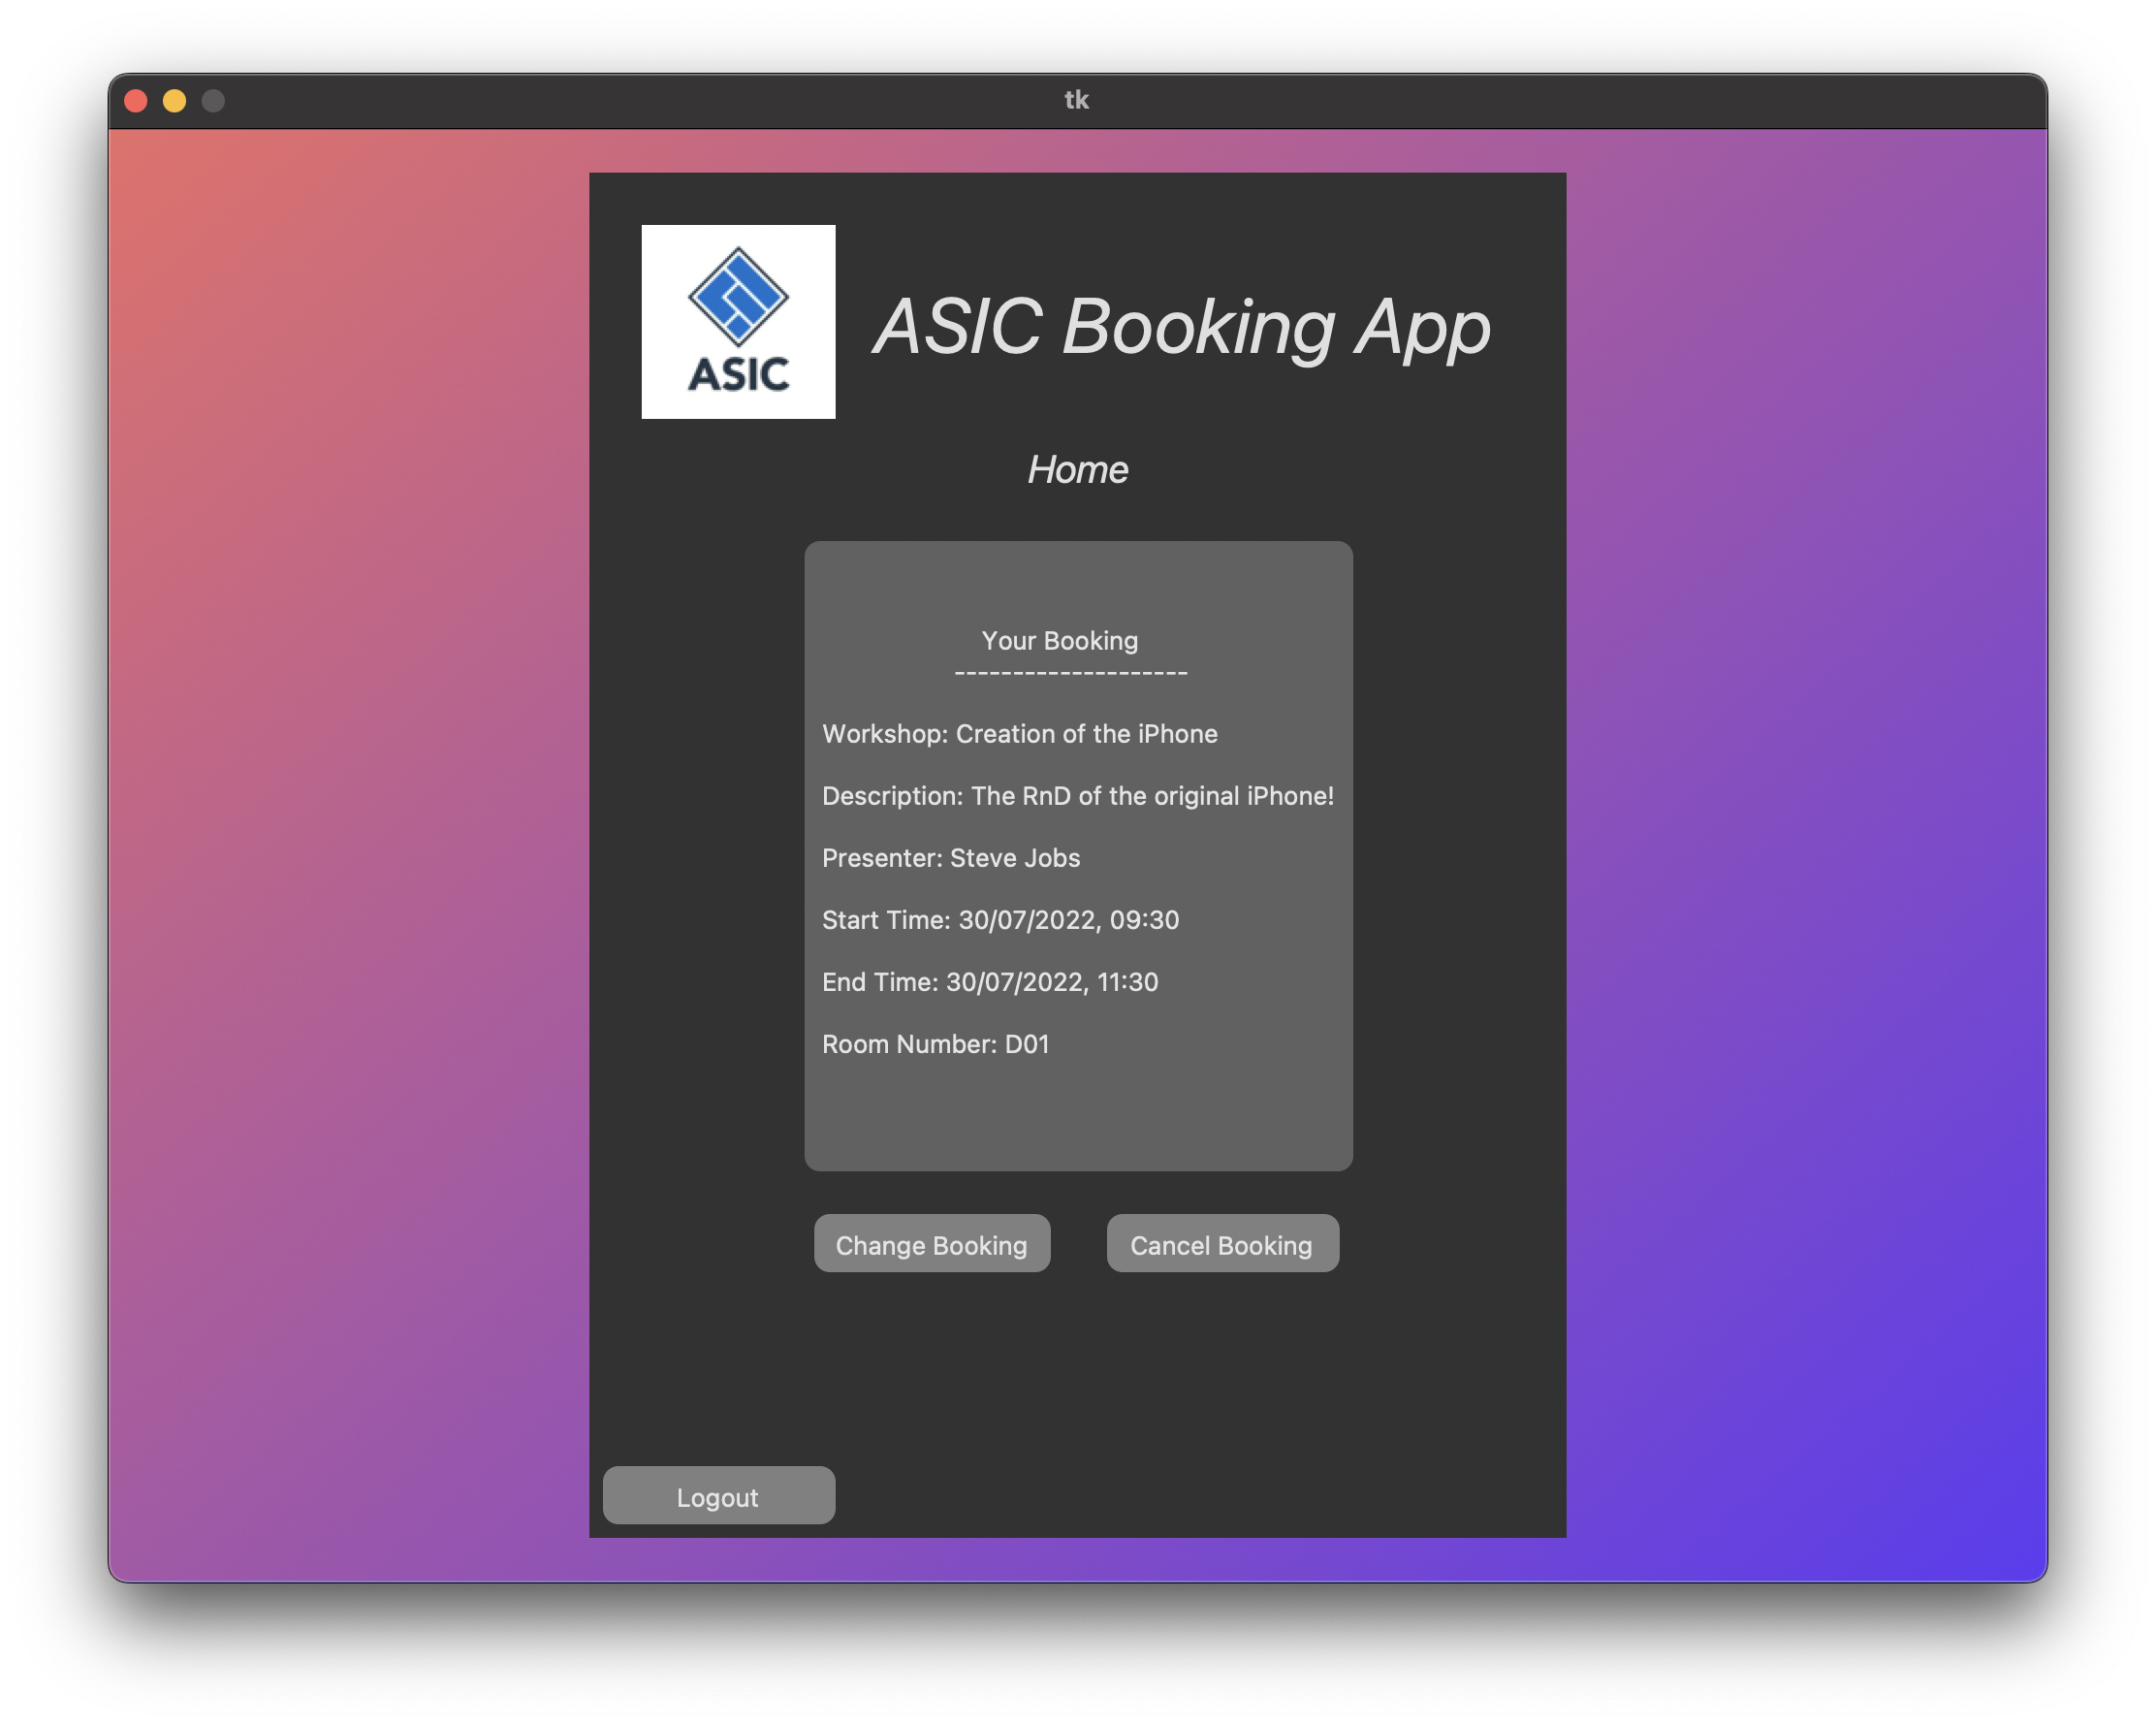 tk
ASIC
ASIC Booking App
Home
Your Booking
--------------------
Workshop: Creation of the iPhone
Description: The RnD of the original iPhone!
Presenter: Steve Jobs
Start Time: 30/07/2022, 09:30
End Time: 30/07/2022, 11:30
Room Number: D01
Change Booking
Cancel Booking
Logout